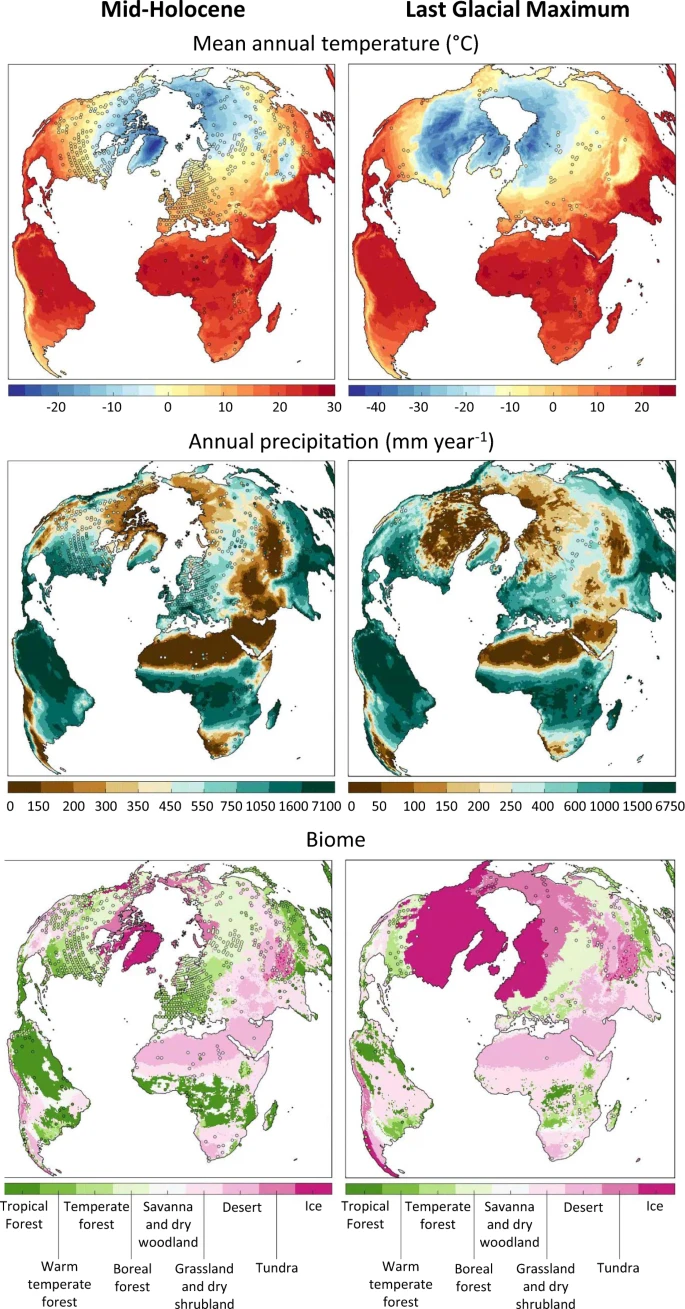 Mid-Holocene Last Glacial Maximum
Mean annual temperature (°C)
-20 -10 0 10 20 30 -40 -30 -20 -10 0 10 20
Annual precipitation (mm year-1)
0 150 200 300 350 450 550 750 1050 1600 7100 0 50 100 150 200 250 400 600 1000 1500 6750
Biome
Tropical Temperate Savanna Desert Ice Tropical Temperate Savanna Desert Ice
Forest forest and dry Forest forest and dry
woodland woodland
Warm Boreal Grassland Tundra Warm Boreal Grassland Tundra
temperate forest and dry temperate forest and dry
forest shrubland forest shrubland